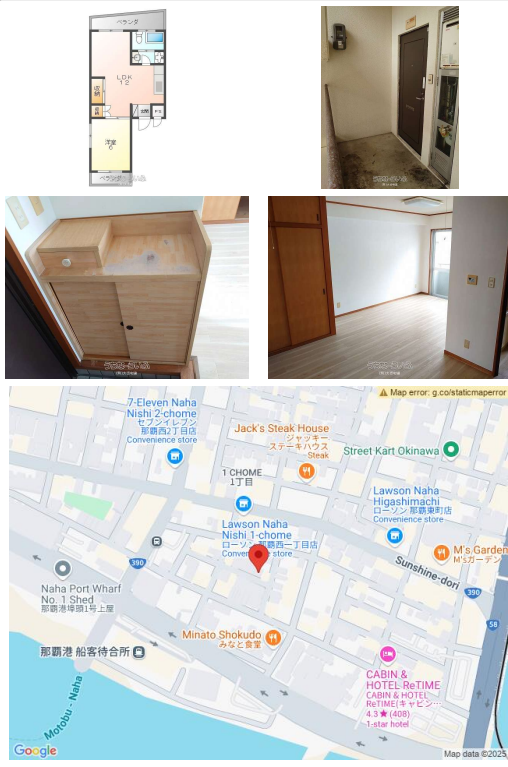 ベランダ
LDK
12
収納
玄関
PS
洋室
6
ベランダ
Map error: g.co/staticmaperror
7-Eleven Naha
Nishi 2-chome
セブンイレブン
那覇西2丁目店
Convenience store
Jack's Steak House
ジャッキー
ステーキハウス
Steak
Street Kart Okinawa
1 CHOME
1丁目
Lawson Naha
Higashimachi
ローソン 那覇東町店
Convenience store
Lawson Naha
Nishi 1-chome
ローソン 那覇西一丁目店
M's Garden
M'sガーデン
390
Sunshine-dori
390
58
Naha Port Wharf
No. 1 Shed
那覇港埠頭1号上屋
Minato Shokudo
みなと食堂
那覇港 船客待合所
CABIN &
HOTEL ReTIME
CABIN & HOTEL
ReTIME(キャビン…
4.3★(408)
1-star hotel
Motobu - Naha
Google
Map data ©2025